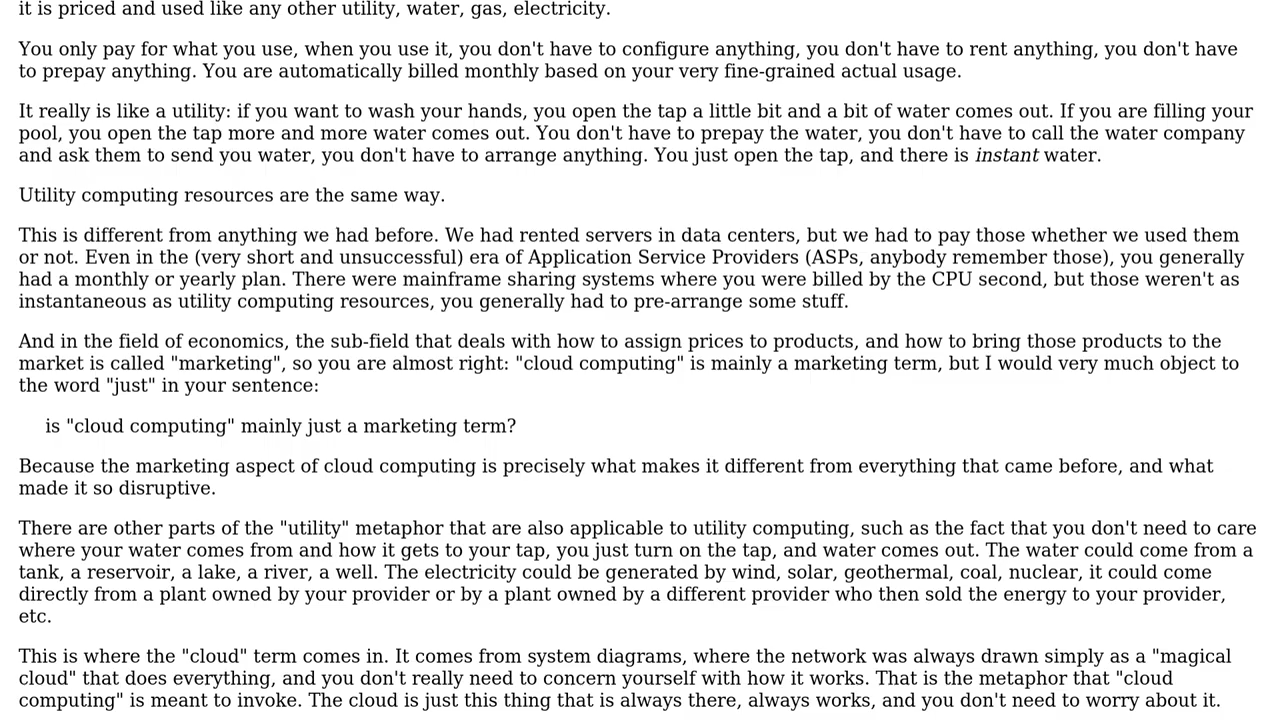 it is priced and used like any other utility, water, gas, electricity.
You only pay for what you use, when you use it, you don't have to configure anything, you don't have to rent anything, you don't have
to prepay anything. You are automatically billed monthly based on your very fine-grained actual usage.
It really is like a utility: if you want to wash your hands, you open the tap a little bit and a bit of water comes out. If you are filling your
pool, you open the tap more and more water comes out. You don't have to prepay the water, you don't have to call the water company
and ask them to send you water, you don't have to arrange anything. You just open the tap, and there is instant water.
Utility computing resources are the same way.
This is different from anything we had before. We had rented servers in data centers, but we had to pay those whether we used them
or not. Even in the (very short and unsuccessful) era of Application Service Providers (ASPs, anybody remember those), you generally
had a monthly or yearly plan. There were mainframe sharing systems where you were billed by the CPU second, but those weren't as
instantaneous as utility computing resources, you generally had to pre-arrange some stuff.
And in the field of economics, the sub-field that deals with how to assign prices to products, and how to bring those products to the
market is called "marketing", so you are almost right: "cloud computing" is mainly a marketing term, but I would very much object to
the word "just" in your sentence:
is "cloud computing" mainly just a marketing term?
Because the marketing aspect of cloud computing is precisely what makes it different from everything that came before, and what
made it so disruptive.
There are other parts of the "utility" metaphor that are also applicable to utility computing, such as the fact that you don't need to care
where your water comes from and how it gets to your tap, you just turn on the tap, and water comes out. The water could come from a
tank, a reservoir, a lake, a river, a well. The electricity could be generated by wind, solar, geothermal, coal, nuclear, it could come
directly from a plant owned by your provider or by a plant owned by a different provider who then sold the energy to your provider,
etc.
This is where the "cloud" term comes in. It comes from system diagrams, where the network was always drawn simply as a "magical
cloud" that does everything, and you don't really need to concern yourself with how it works. That is the metaphor that "cloud
computing" is meant to invoke. The cloud is just this thing that is always there, always works, and you don't need to worry about it.